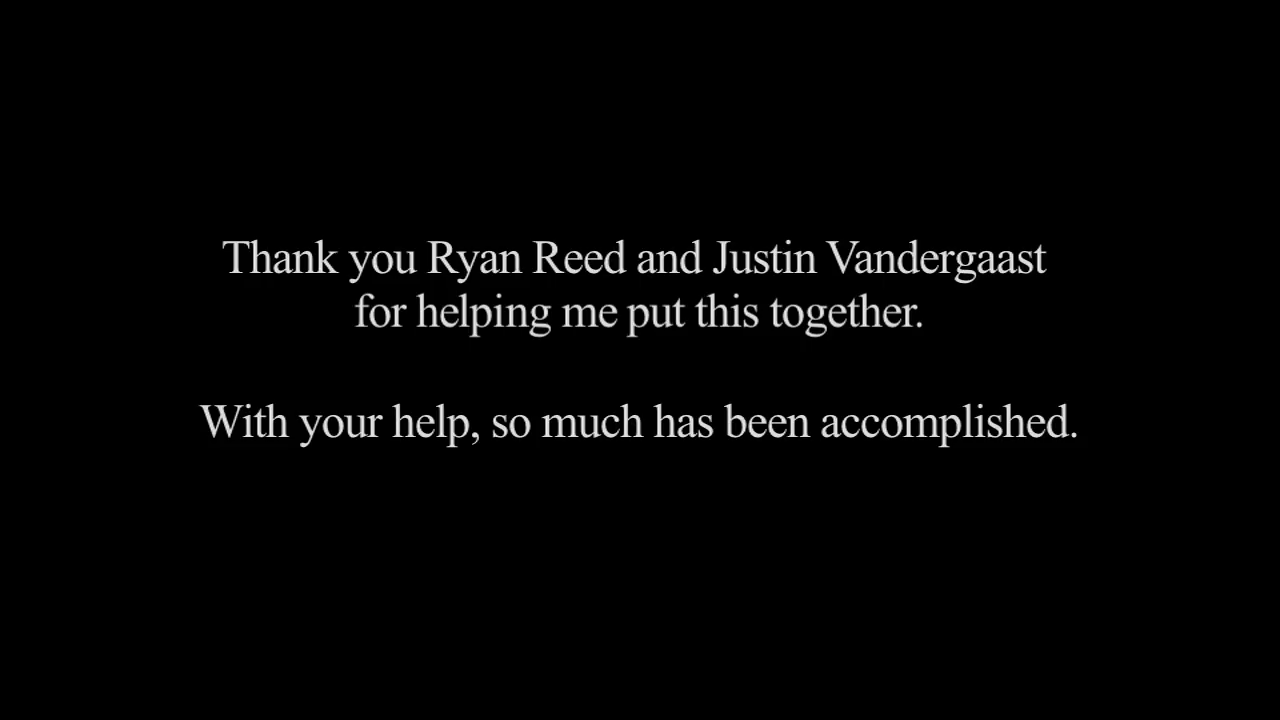 Thank you Ryan Reed and Justin Vandergaast
for helping me put this together.
With your help, so much has been accomplished.